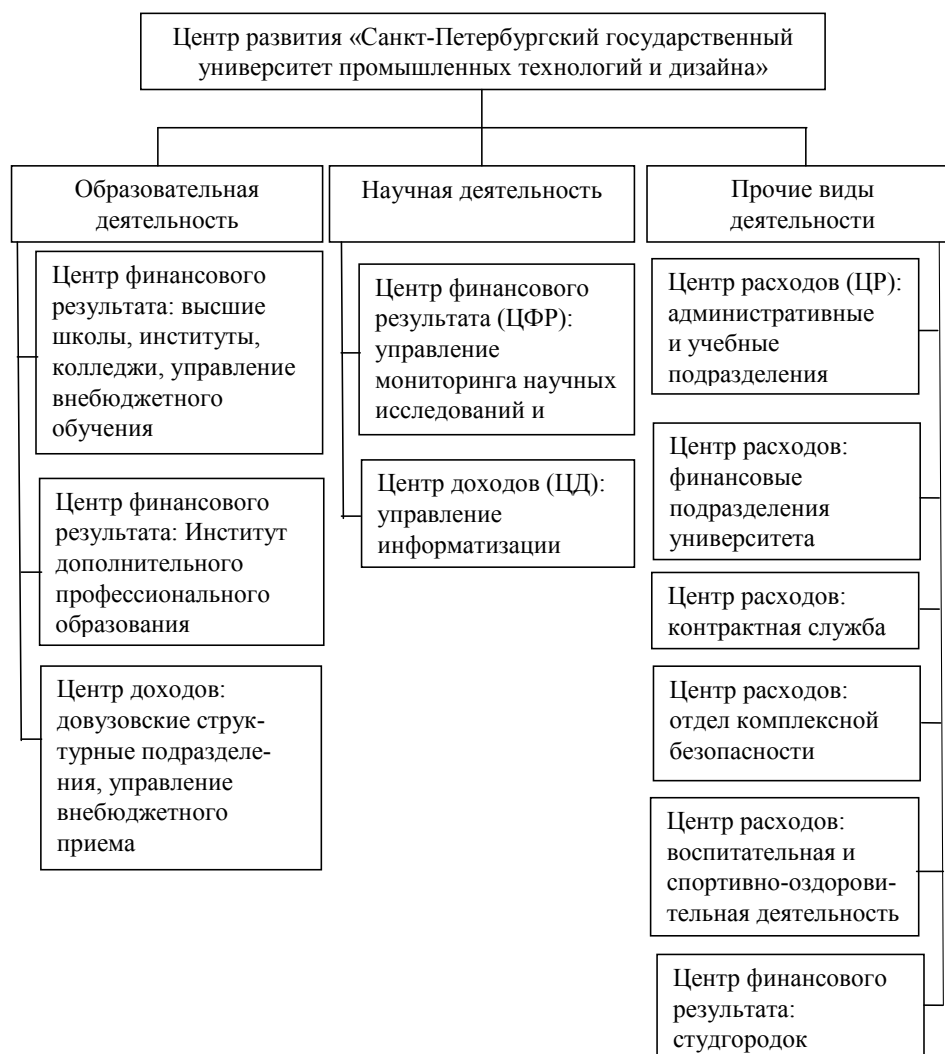 Центр развития «Санкт-Петербургский государственный
университет промышленных технологий и дизайна»
Образовательная
деятельность
Центр финансового
результата: высшие
школы, институты,
колледжи, управление
внебюджетного
обучения
Центр финансового
результата: Институт
дополнительного
профессионального
образования
Центр доходов:
довузовские струк-
турные подразделе-
ния, управление
внебюджетного
приема
Научная деятельность
Центр финансового
результата (ЦФР):
управление
мониторинга научных
исследований и
Центр доходов (ЦД):
управление
информатизации
Прочие виды
деятельности
Центр расходов (ЦР):
административные
и учебные
подразделения
Центр расходов:
финансовые
подразделения
университета
Центр расходов:
контрактная служба
Центр расходов:
отдел комплексной
безопасности
Центр расходов:
воспитательная и
спортивно-оздорови-
тельная деятельность
Центр финансового
результата:
студгородок